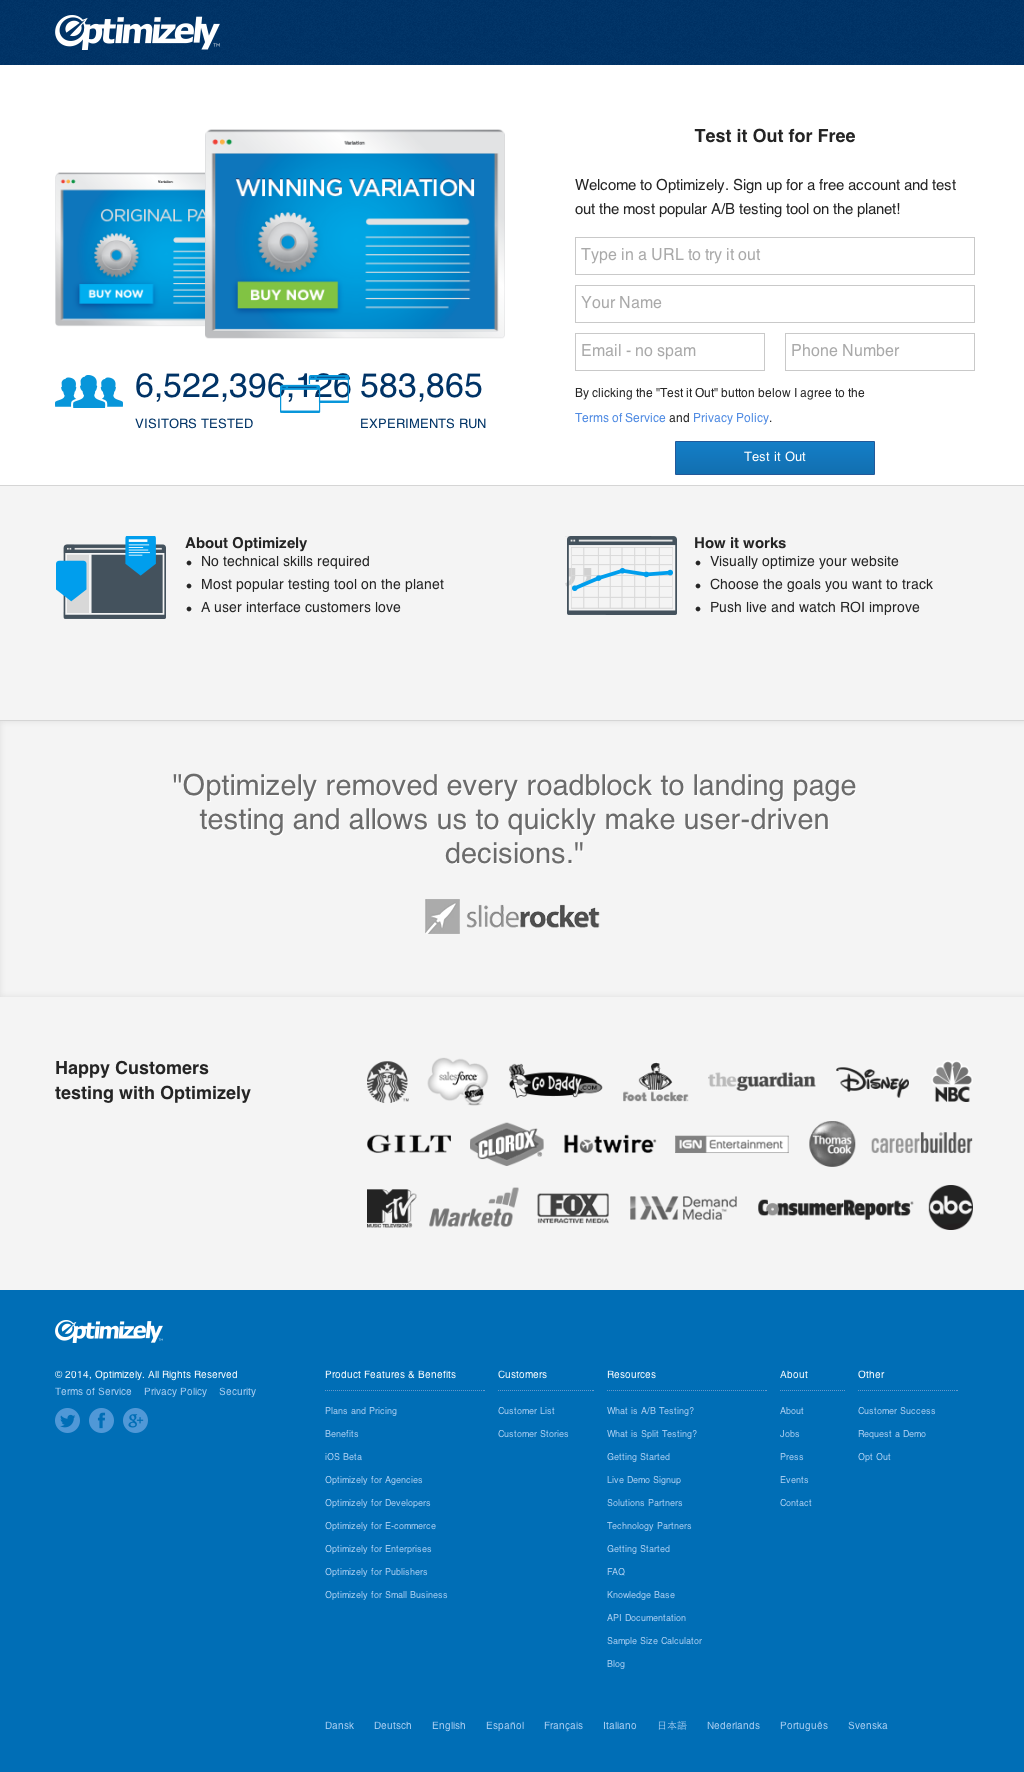 Optimizely™
Variation
WINNING VARIATION
BUY NOW
Variation
ORIGINAL PA
BUY NOW
6,522,396,126
VISITORS TESTED
583,865
EXPERIMENTS RUN
Test it Out for Free
Welcome to Optimizely. Sign up for a free account and test
out the most popular A/B testing tool on the planet!
Type in a URL to try it out
Your Name
Email - no spam
Phone Number
By clicking the "Test it Out" button below I agree to the
Terms of Service and Privacy Policy.
Test it Out
About Optimizely
• No technical skills required
• Most popular testing tool on the planet
• A user interface customers love
How it works
• Visually optimize your website
• Choose the goals you want to track
• Push live and watch ROI improve
"Optimizely removed every roadblock to landing page
testing and allows us to quickly make user-driven
decisions."
sliderocket
Happy Customers
testing with Optimizely
salesforce
Go Daddy.COM
Foot Locker
theguardian
Disney
NBC
GILT
CLOROX
Hotwire
IGN Entertainment
Thomas
Cook
careerbuilder
MTV
MUSIC TELEVISION
Marketo
FOX
INTERACTIVE MEDIA
Demand
Media™
ConsumerReports
abc
Optimizely
© 2014, Optimizely. All Rights Reserved
Terms of Service Privacy Policy Security
Product Features & Benefits
Plans and Pricing
Benefits
iOS Beta
Optimizely for Agencies
Optimizely for Developers
Optimizely for E-commerce
Optimizely for Enterprises
Optimizely for Publishers
Optimizely for Small Business
Customers
Customer List
Customer Stories
Resources
What is A/B Testing?
What is Split Testing?
Getting Started
Live Demo Signup
Solutions Partners
Technology Partners
Getting Started
FAQ
Knowledge Base
API Documentation
Sample Size Calculator
Blog
About
About
Jobs
Press
Events
Contact
Other
Customer Success
Request a Demo
Opt Out
Dansk Deutsch English Español Français Italiano 日本語 Nederlands Português Svenska